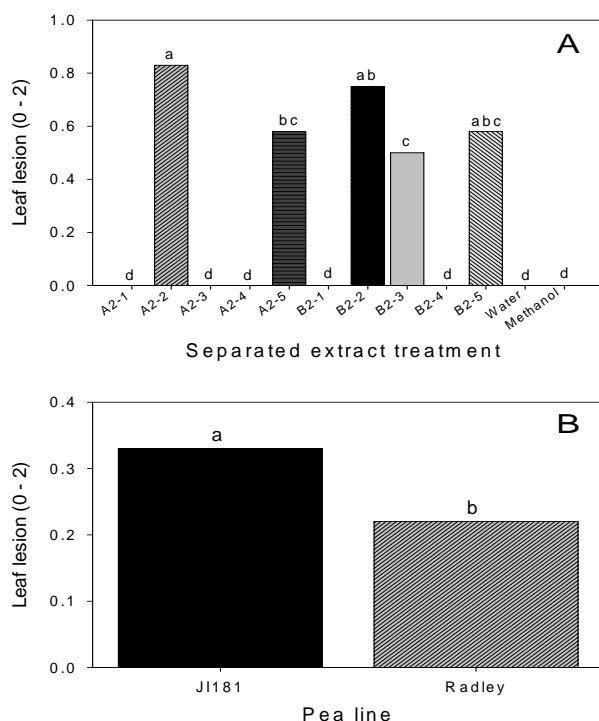 A
Leaf lesion (0 - 2)
1.0
0.8
0.6
0.4
0.2
0.0
d
a
d
d
bc
d
ab
c
d
abc
d
d
A2-1
A2-2
A2-3
A2-4
A2-5
B2-1
B2-2
B2-3
B2-4
B2-5
Water
Methanol
Separated extract treatment
B
Leaf lesion (0 - 2)
0.4
0.3
0.2
0.1
0.0
a
b
JI181
Radley
Pea line